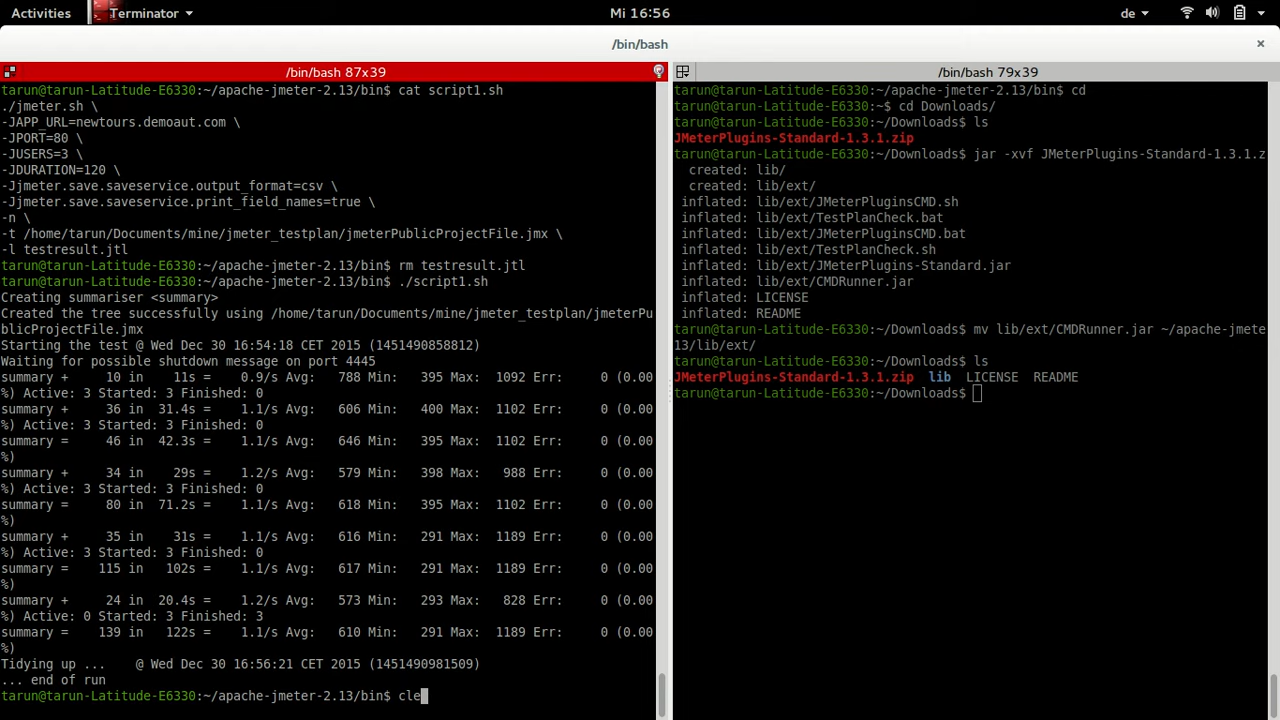 Activities Terminator Mi 16:56 de
/bin/bash
/bin/bash 87x39
tarun@tarun-Latitude-E6330:~/apache-jmeter-2.13/bin$ cat script1.sh
./jmeter.sh \
-JAPP_URL=newtours.demoaut.com \
-JPORT=80 \
-JUSERS=3 \
-JDURATION=120 \
-Jjmeter.save.saveservice.output_format=csv \
-Jjmeter.save.saveservice.print_field_names=true \
-n \
-t /home/tarun/Documents/mine/jmeter_testplan/jmeterPublicProjectFile.jmx \
-l testresult.jtl
tarun@tarun-Latitude-E6330:~/apache-jmeter-2.13/bin$ rm testresult.jtl
tarun@tarun-Latitude-E6330:~/apache-jmeter-2.13/bin$ ./script1.sh
Creating summariser <summary>
Created the tree successfully using /home/tarun/Documents/mine/jmeter_testplan/jmeterPu
blicProjectFile.jmx
Starting the test @ Wed Dec 30 16:54:18 CET 2015 (1451490858812)
Waiting for possible shutdown message on port 4445
summary +     10 in    11s =    0.9/s Avg:   788 Min:   395 Max:  1092 Err:     0 (0.00
%) Active: 3 Started: 3 Finished: 0
summary +     36 in  31.4s =    1.1/s Avg:   606 Min:   400 Max:  1102 Err:     0 (0.00
%) Active: 3 Started: 3 Finished: 0
summary =     46 in  42.3s =    1.1/s Avg:   646 Min:   395 Max:  1102 Err:     0 (0.00
%)
summary +     34 in    29s =    1.2/s Avg:   579 Min:   398 Max:   988 Err:     0 (0.00
%) Active: 3 Started: 3 Finished: 0
summary =     80 in  71.2s =    1.1/s Avg:   618 Min:   395 Max:  1102 Err:     0 (0.00
%)
summary +     35 in    31s =    1.1/s Avg:   616 Min:   291 Max:  1189 Err:     0 (0.00
%) Active: 3 Started: 3 Finished: 0
summary =    115 in   102s =    1.1/s Avg:   617 Min:   291 Max:  1189 Err:     0 (0.00
%)
summary +     24 in  20.4s =    1.2/s Avg:   573 Min:   293 Max:   828 Err:     0 (0.00
%) Active: 0 Started: 3 Finished: 3
summary =    139 in   122s =    1.1/s Avg:   610 Min:   291 Max:  1189 Err:     0 (0.00
%)
Tidying up ...    @ Wed Dec 30 16:56:21 CET 2015 (1451490981509)
... end of run
tarun@tarun-Latitude-E6330:~/apache-jmeter-2.13/bin$ cle
/bin/bash 79x39
tarun@tarun-Latitude-E6330:~/apache-jmeter-2.13/bin$ cd
tarun@tarun-Latitude-E6330:~$ cd Downloads/
tarun@tarun-Latitude-E6330:~/Downloads$ ls
JMeterPlugins-Standard-1.3.1.zip
tarun@tarun-Latitude-E6330:~/Downloads$ jar -xvf JMeterPlugins-Standard-1.3.1.z
created: lib/
created: lib/ext/
inflated: lib/ext/JMeterPluginsCMD.sh
inflated: lib/ext/TestPlanCheck.bat
inflated: lib/ext/JMeterPluginsCMD.bat
inflated: lib/ext/TestPlanCheck.sh
inflated: lib/ext/JMeterPlugins-Standard.jar
inflated: lib/ext/CMDRunner.jar
inflated: LICENSE
inflated: README
tarun@tarun-Latitude-E6330:~/Downloads$ mv lib/ext/CMDRunner.jar ~/apache-jmete
13/lib/ext/
tarun@tarun-Latitude-E6330:~/Downloads$ ls
JMeterPlugins-Standard-1.3.1.zip  lib  LICENSE  README
tarun@tarun-Latitude-E6330:~/Downloads$